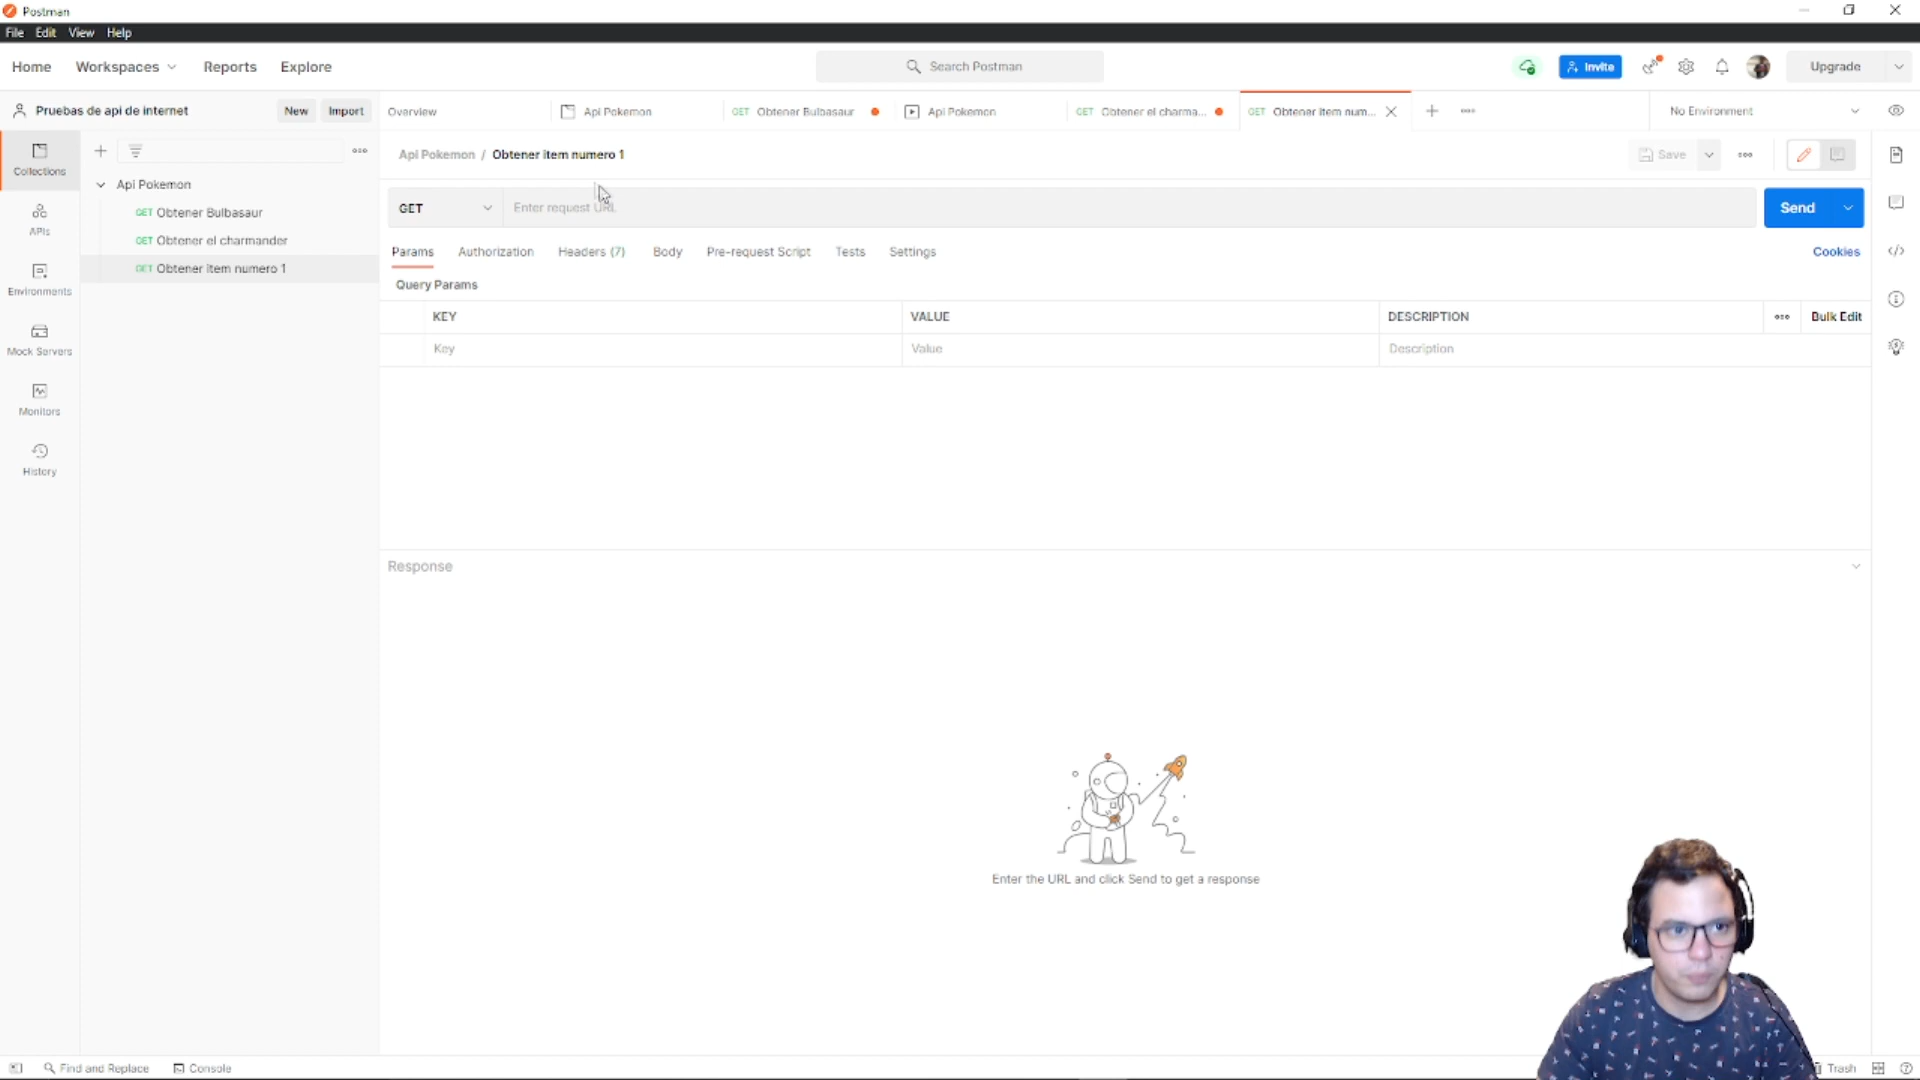 Postman
File Edit View Help
Home Workspaces Reports Explore Search Postman Invite Upgrade
Pruebas de api de internet New Import Overview Api Pokemon GET Obtener Bulbasaur Api Pokemon GET Obtener el charma... GET Obtener item num... No Environment
Api Pokemon / Obtener item numero 1 Save
Collections
Api Pokemon
GET Obtener Bulbasaur
GET Obtener el charmander
GET Obtener item numero 1
APIs
Environments
Mock Servers
Monitors
History
GET Enter request URL Send
Params Authorization Headers (7) Body Pre-request Script Tests Settings Cookies
Query Params
KEY VALUE DESCRIPTION Bulk Edit
Key Value Description
Response
Enter the URL and click Send to get a response
Find and Replace Console Trash